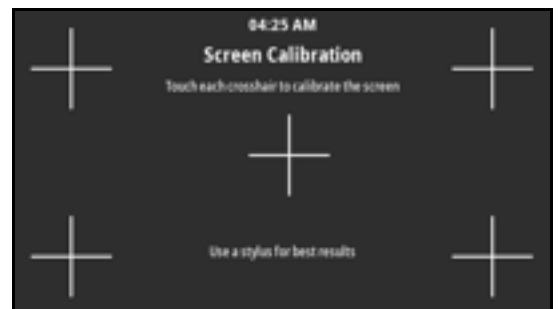 04:25 AM
Screen Calibration
Touch each crosshair to calibrate the screen
Use a stylus for best results